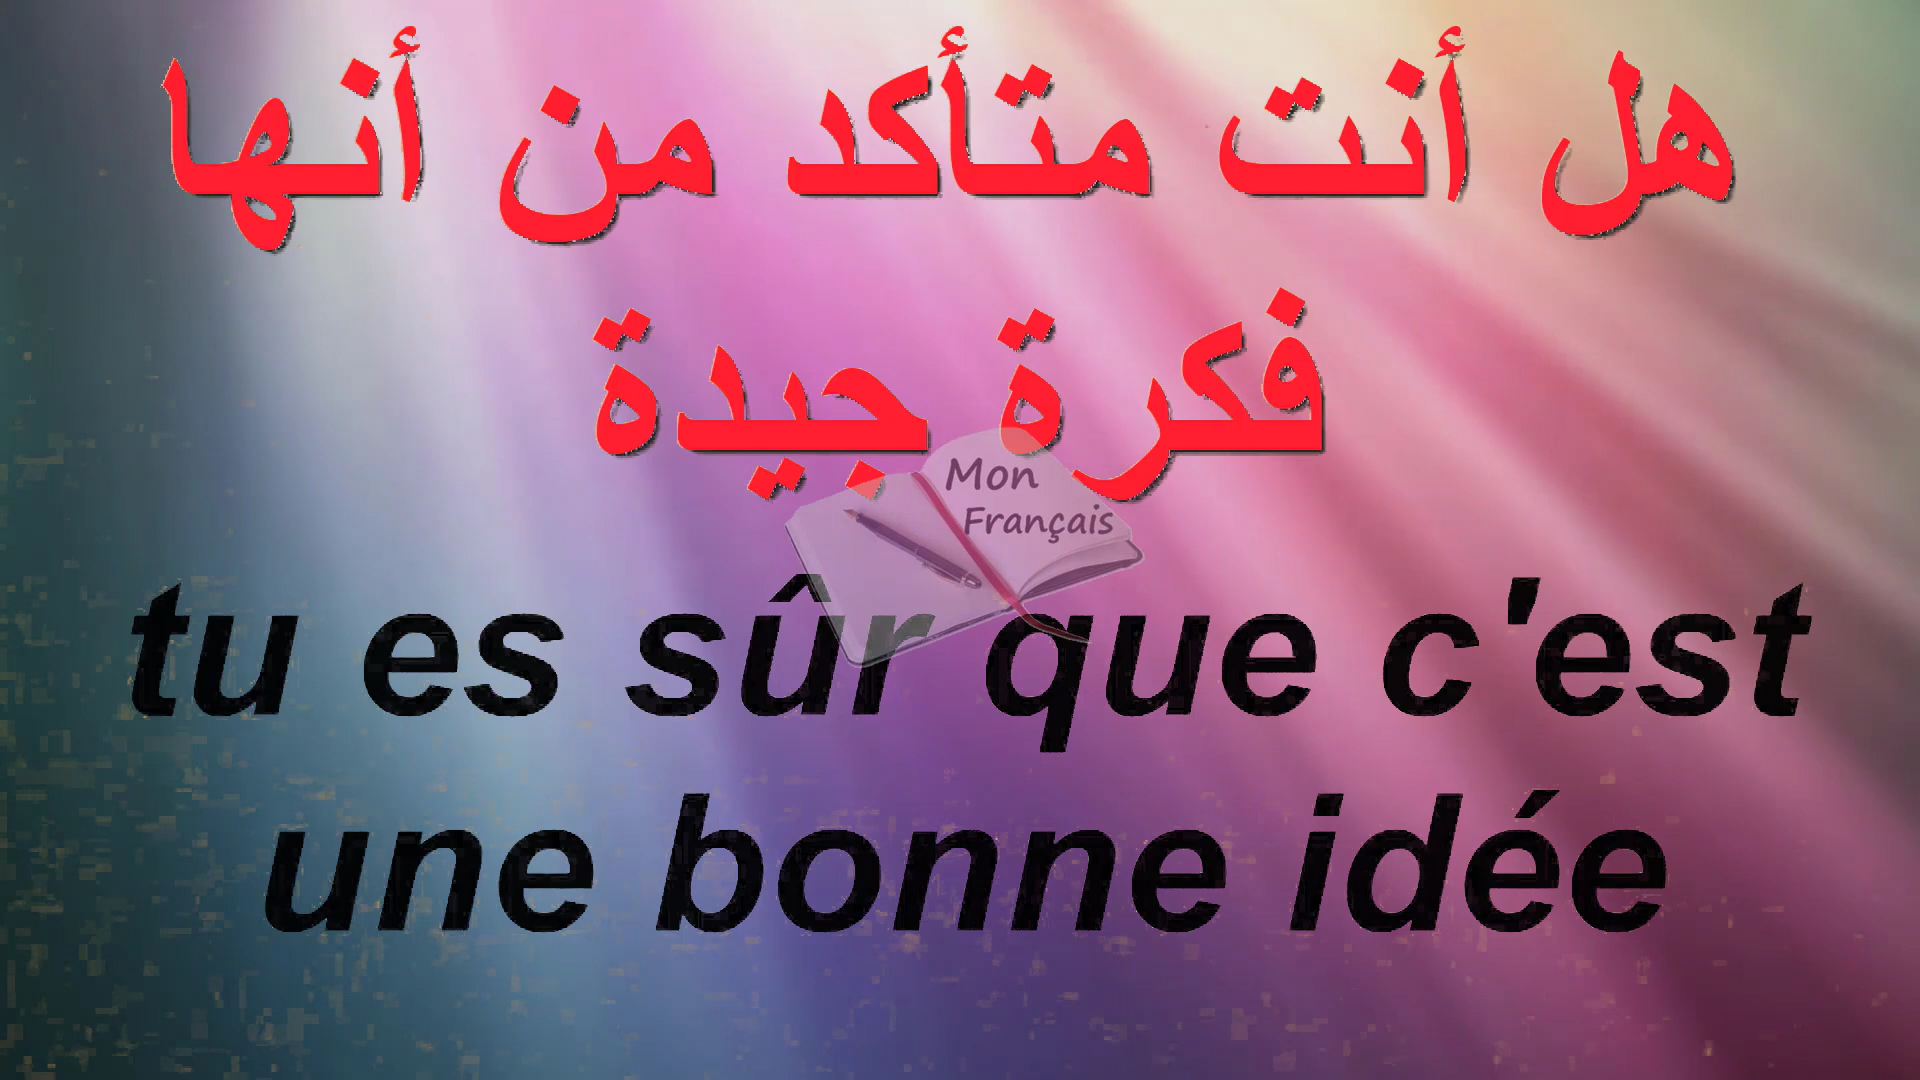 هل أنت متأكد من أنها
فكرة جيدة
Mon
Français
tu es sûr que c'est
une bonne idée